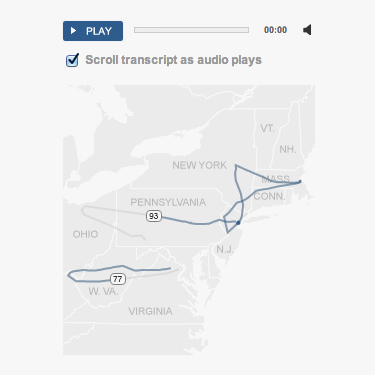 PLAY 00:00
Scroll transcript as audio plays
VT.
NH.
NEW YORK
MASS.
CONN.
PENNSYLVANIA
93
OHIO
N.J.
77
W. VA.
VIRGINIA